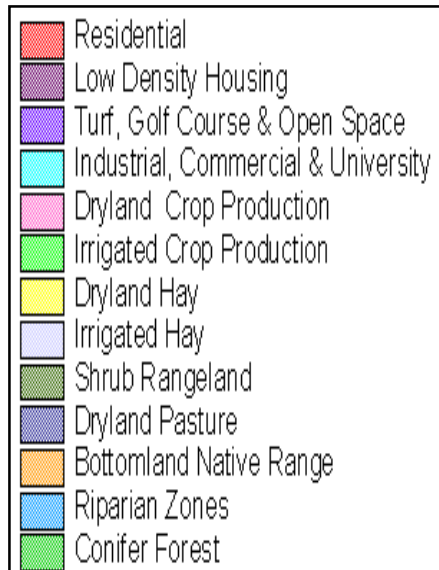 Residential
Low Density Housing
Turf, Golf Course & Open Space
Industrial, Commercial & University
Dryland Crop Production
Irrigated Crop Production
Dryland Hay
Irrigated Hay
Shrub Rangeland
Dryland Pasture
Bottomland Native Range
Riparian Zones
Conifer Forest